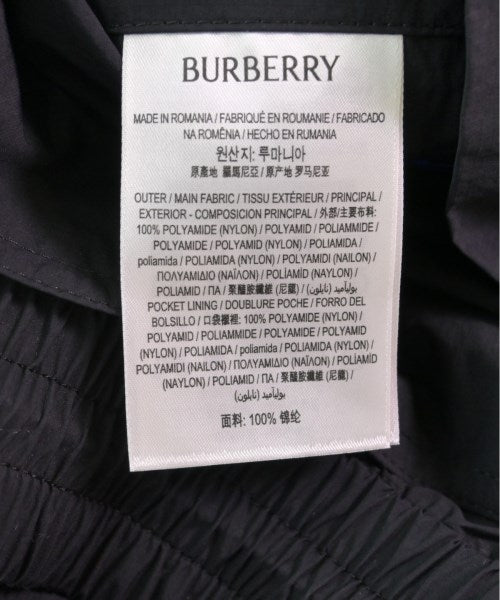 BURBERRY
MADE IN ROMANIA / FABRIQUÉ EN ROUMANIE / FABRICADO
NA ROMÊNIA / HECHO EN RUMANIA
원산지: 루마니아
原產地 羅馬尼亞 / 原产地 罗马尼亚
OUTER / MAIN FABRIC / TISSU EXTÉRIEUR / PRINCIPAL /
EXTERIOR - COMPOSICION PRINCIPAL / 外部/主要布料:
100% POLYAMIDE (NYLON) / POLYAMID / POLIAMMIDE /
POLYAMIDE / POLYAMID (NYLON) / POLIAMIDA /
poliamida / POLIAMIDA (NYLON) / POLYAMIDI (NAILON) /
ΠΟΛΥΑΜΙΔΙΟ (ΝΑΪΛΟΝ) / POLÍAMÍÐ (NAYLON) /
POLIAMID / ПА / 聚醯胺纖維 (尼龍) / بوليأميد (نايلون)
POCKET LINING / DOUBLURE POCHE / FORRO DEL
BOLSILLO / 口袋襯裡: 100% POLYAMIDE (NYLON) /
POLYAMID / POLIAMMIDE / POLYAMIDE / POLYAMID
(NYLON) / POLIAMIDA / poliamida / POLIAMIDA (NYLON) /
POLYAMIDI (NAILON) / ΠΟΛΥΑΜΙΔΙΟ (ΝΑΪΛΟΝ) / POLÍAMÍÐ
(NAYLON) / POLIAMID / ПА / 聚醯胺纖維 (尼龍) /
بوليأميد (نايلون)
面料: 100% 锦纶